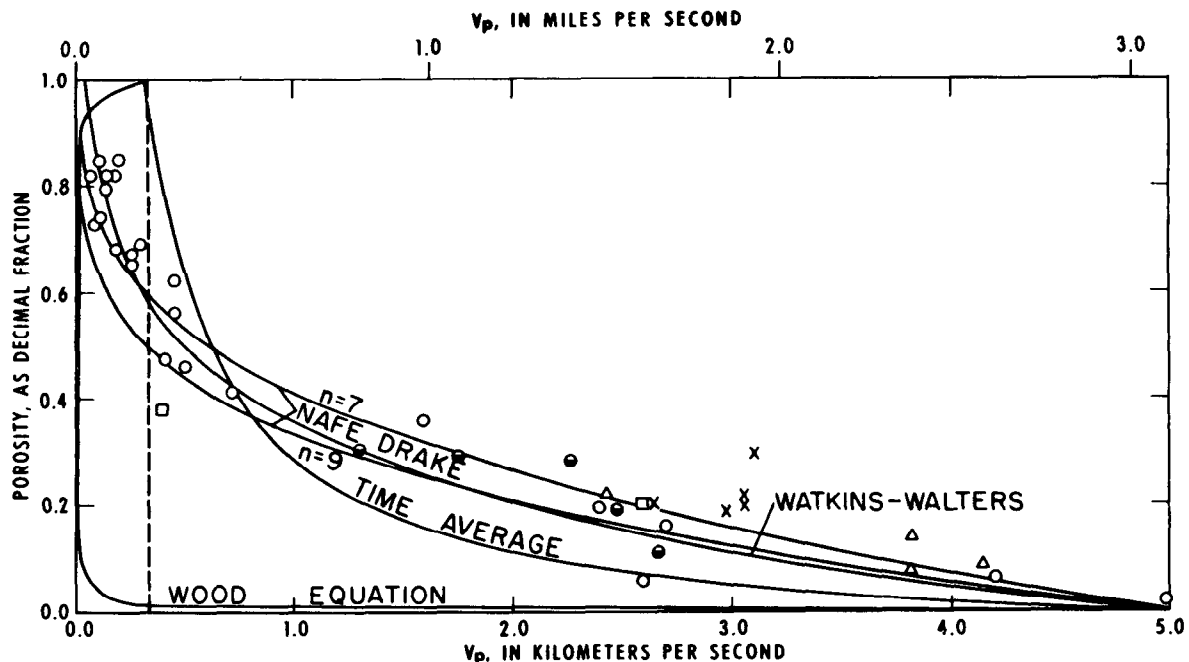 Vp, IN MILES PER SECOND
0.0 1.0 2.0 3.0
1.0
0.8
0.6
0.4
0.2
0.0
POROSITY, AS DECIMAL FRACTION
n=7
NAFE DRAKE
n=9
TIME AVERAGE
WATKINS-WALTERS
WOOD EQUATION
0.0 1.0 2.0 3.0 4.0 5.0
Vp, IN KILOMETERS PER SECOND